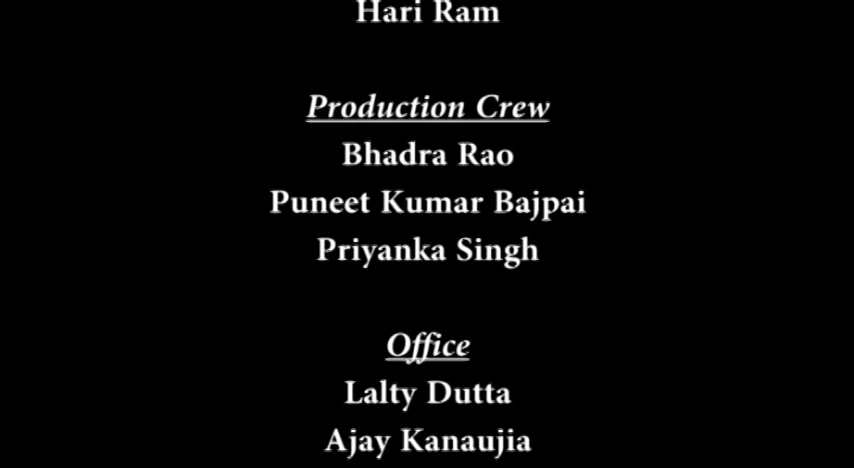 Hari Ram
Production Crew
Bhadra Rao
Puneet Kumar Bajpai
Priyanka Singh
Office
Lalty Dutta
Ajay Kanaujia